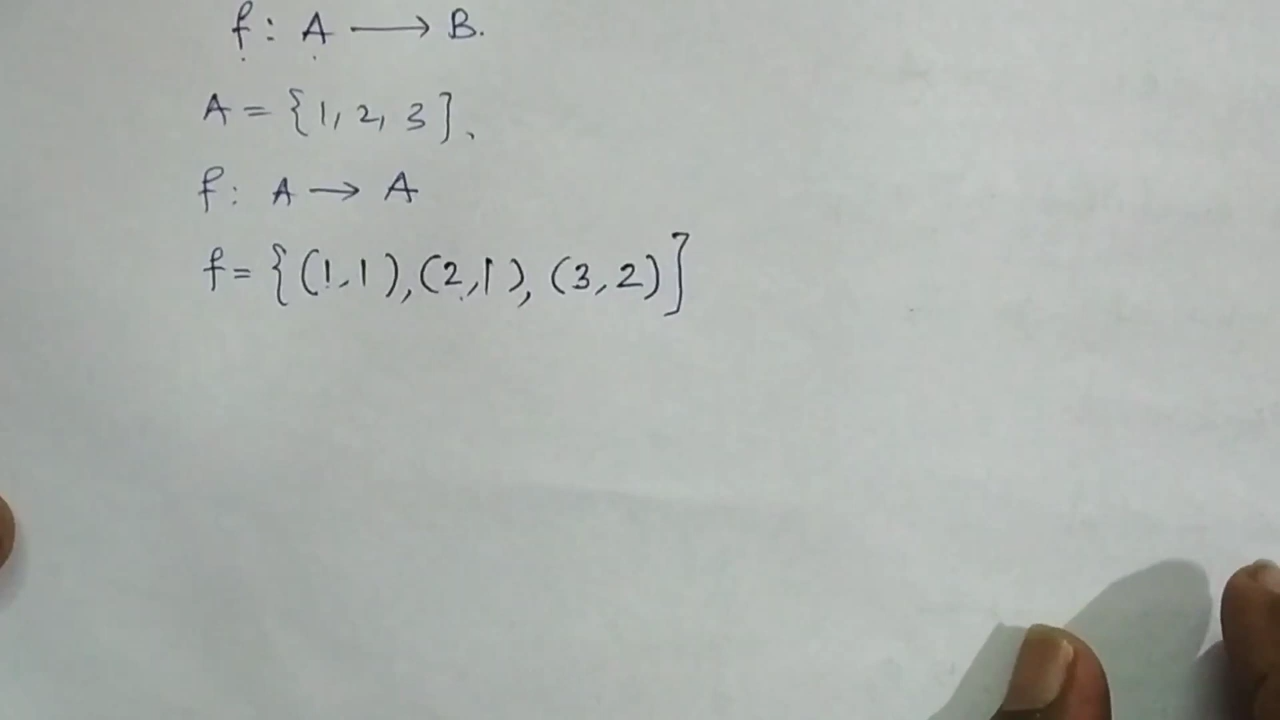 f : A ⟶ B.
A = {1, 2, 3}.
f : A → A
f = {(1,1), (2,1), (3,2)}